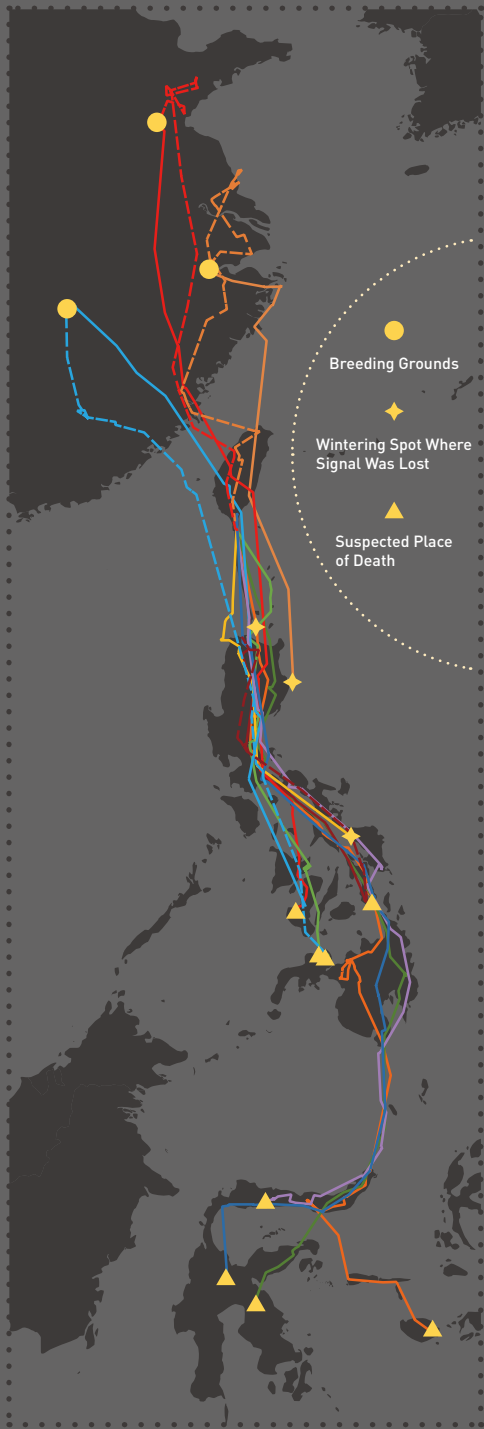 Breeding Grounds
Wintering Spot Where
Signal Was Lost
Suspected Place
of Death